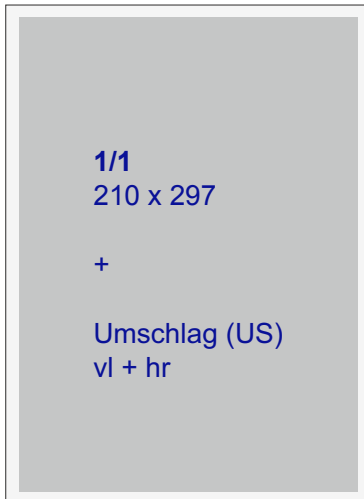 1/1
210 x 297
+
Umschlag (US)
vl + hr